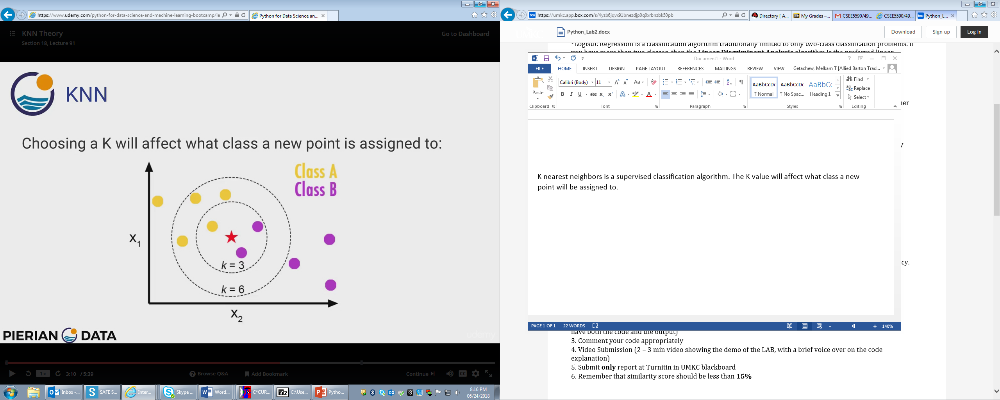 https://www.udemy.com/python-for-data-science-and-machine-learning-bootcamp/le
Python for Data Science an...
KNN Theory
Section 18, Lecture 91
Go to Dashboard
KNN
Choosing a K will affect what class a new point is assigned to:
Class A
Class B
X1
k = 3
k = 6
X2
PIERIAN DATA
udemy
1x
3:10 / 5:39
Browse Q&A
Add Bookmark
Continue
CC
Inbox -...
SAFE S...
Inter...
Skype ...
Word...
C*CUR...
C:\Use...
Pytho...
8:16 PM
06/24/2018
https://umkc.app.box.com/s/4yzb6jqvx91bnezdjp0q0xrbnzbk50pb
Directory [ A...
My Grades –...
CSEE5590/49...
CSEE5590/49...
Python_L...
Python_Lab2.docx
Download
Sign up
Log in
*Logistic Regression is a classification algorithm traditionally limited to only two-class classification problems. If
you have more than two classes, then the Linear Discriminant Analysis algorithm is the preferred linear
Document1 - Word
FILE HOME INSERT DESIGN PAGE LAYOUT REFERENCES MAILINGS REVIEW VIEW
Getachew, Melkam T [Allied Barton Trad...
Calibri (Body) 11
Paste
AaBbCcDc AaBbCcDc AaBbCc
¶ Normal ¶ No Spac... Heading 1
Find
Replace
Select
Clipboard Font Paragraph Styles Editing
K nearest neighbors is a supervised classification algorithm. The K value will affect what class a new
point will be assigned to.
cy.
PAGE 1 OF 1 22 WORDS
140%
have both the code and the output)
3. Comment your code appropriately
4. Video Submission (2 – 3 min video showing the demo of the LAB, with a brief voice over on the code
explanation)
5. Submit only report at Turnitin in UMKC blackboard
6. Remember that similarity score should be less than 15%